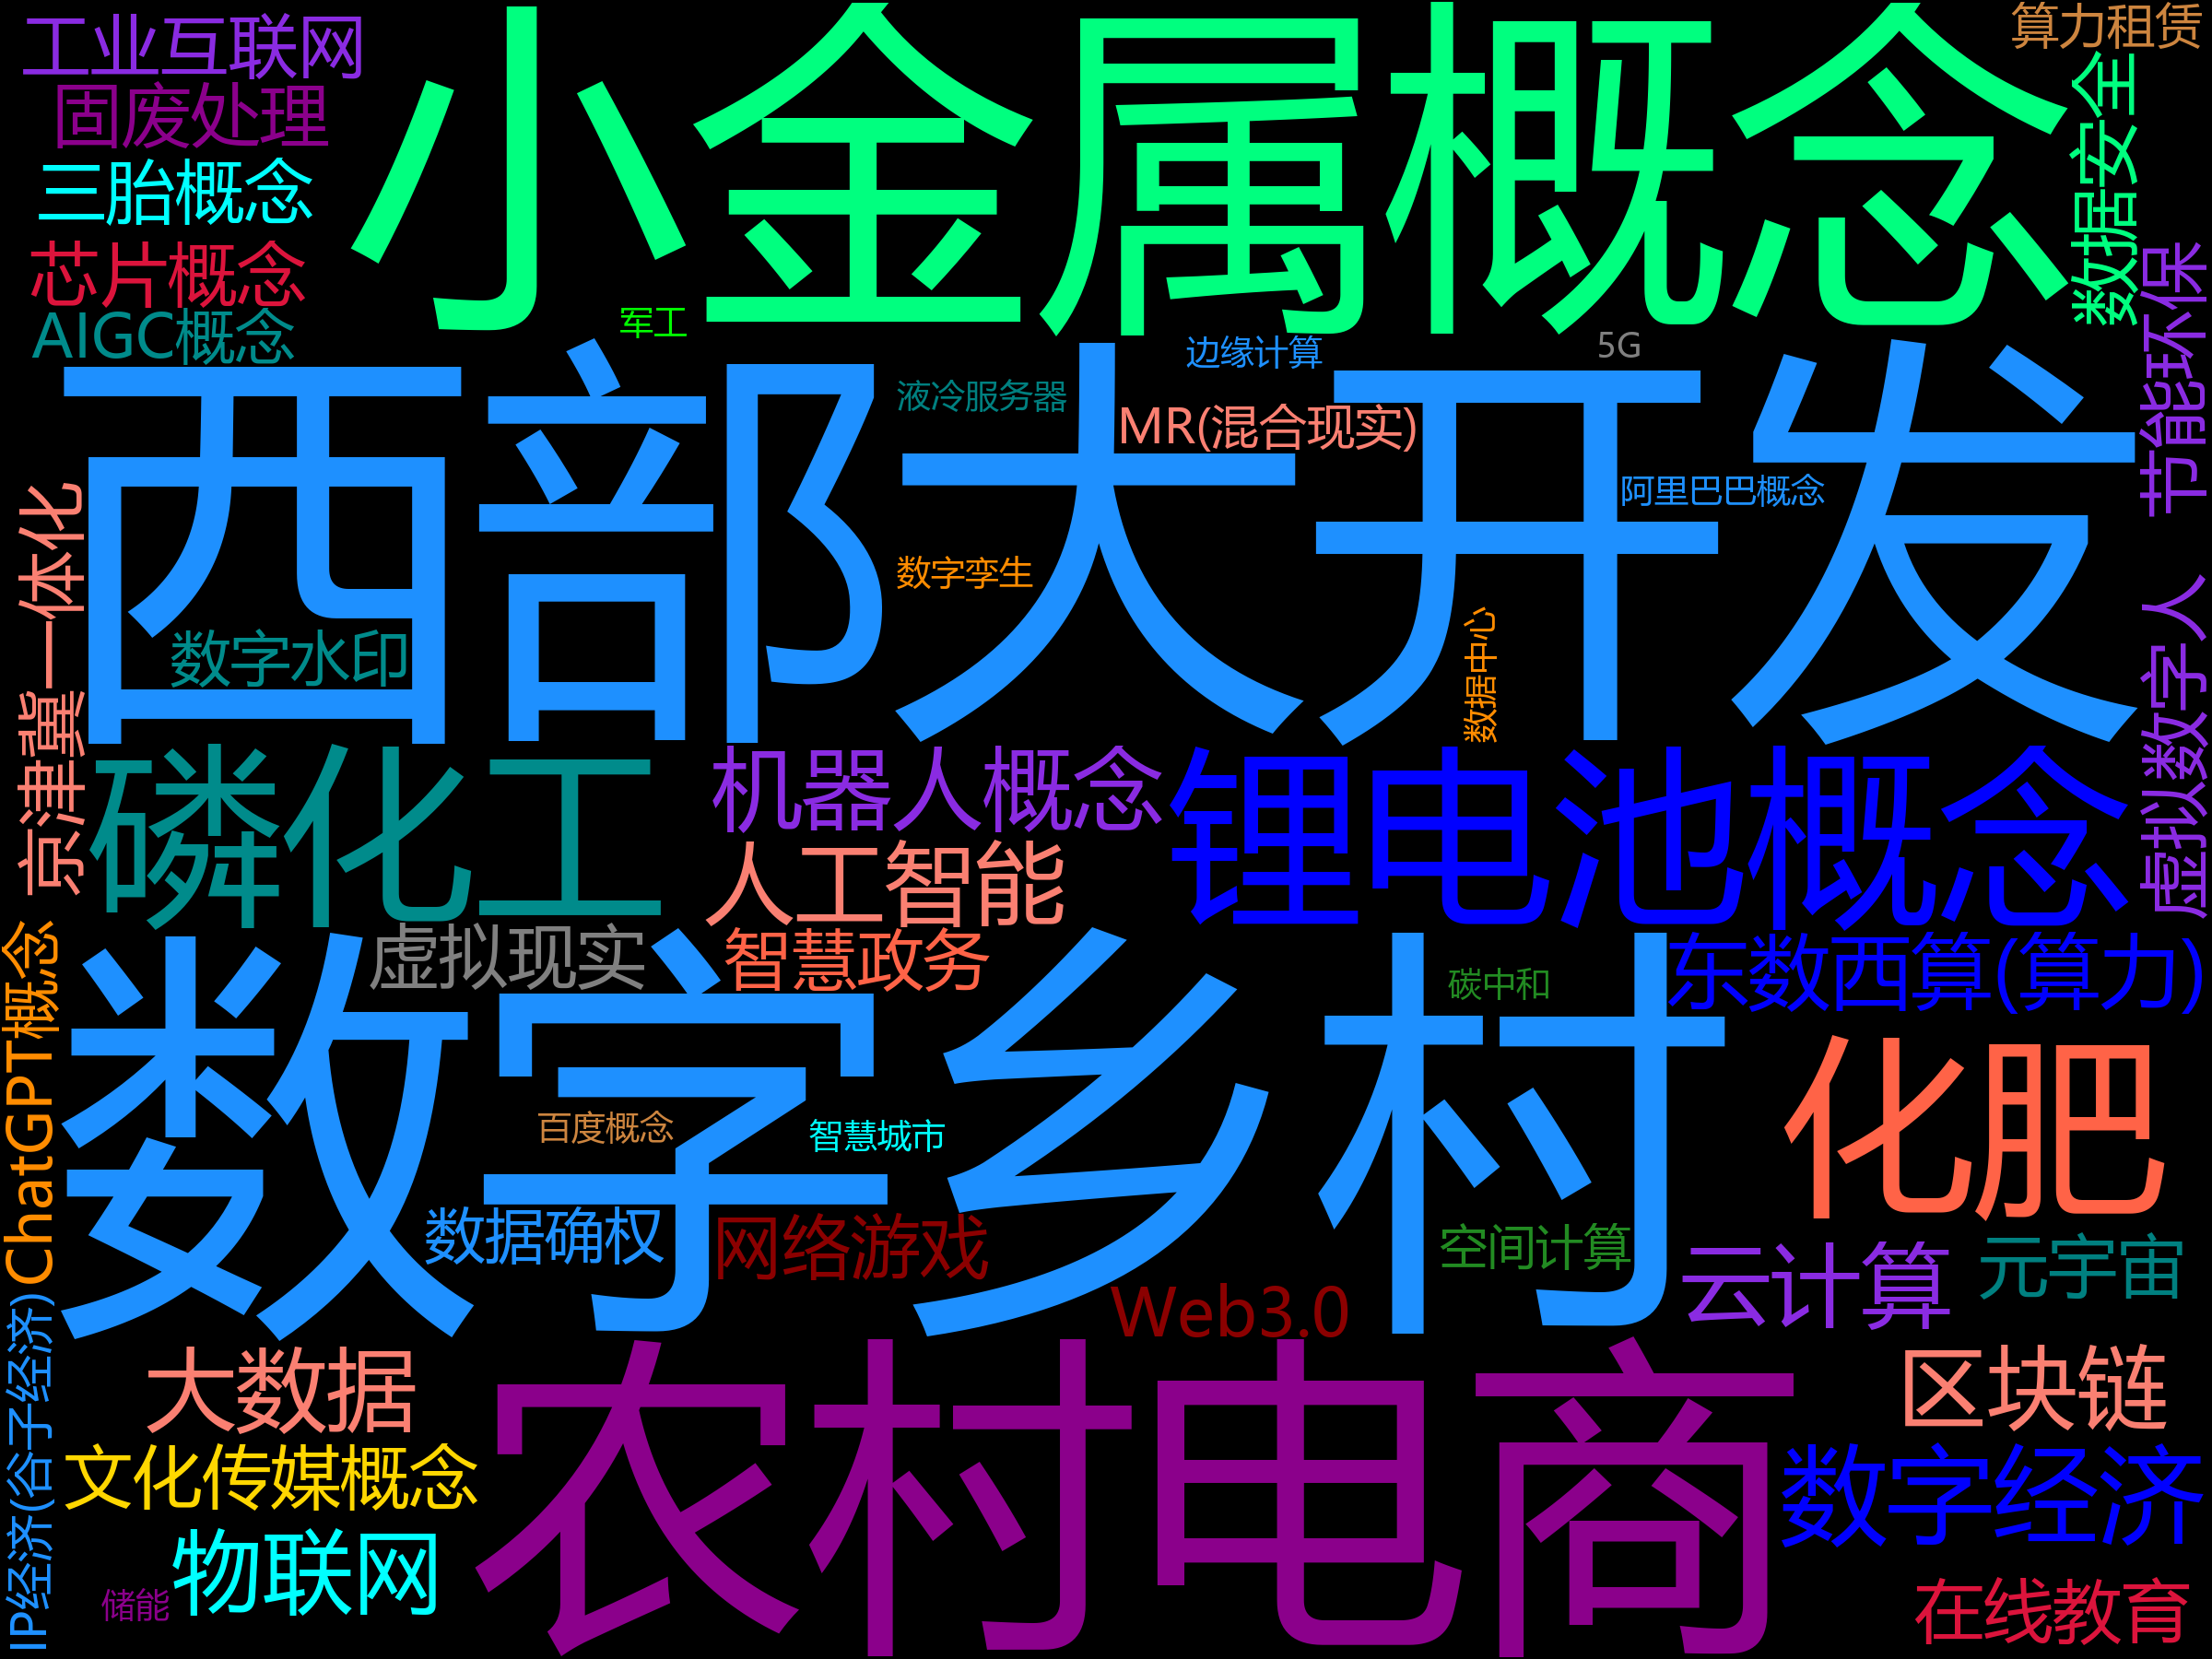 工业互联网
小金属概念
算力租赁
固废处理
数据安全
三胎概念
芯片概念
节能环保
AIGC概念
军工
边缘计算
5G
液冷服务器
MR(混合现实)
西部大开发
阿里巴巴概念
京津冀一体化
数字孪生
虚拟数字人
数据中心
数字水印
磷化工
机器人概念
锂电池概念
人工智能
虚拟现实
智慧政务
东数西算(算力)
碳中和
ChatGPT概念
数字乡村
化肥
百度概念
智慧城市
数据确权
网络游戏
空间计算
云计算
元宇宙
Web3.0
IP经济(谷子经济)
大数据
农村电商
区块链
文化传媒概念
数字经济
物联网
储能
在线教育